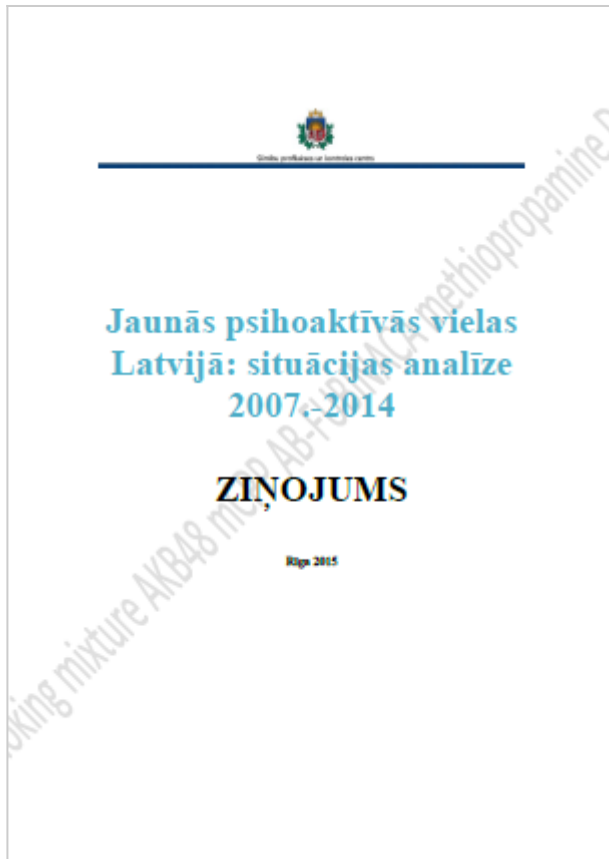 Slimību profilakses un kontroles centrs
Jaunās psihoaktīvās vielas
Latvijā: situācijas analīze
2007.-2014
ZIŅOJUMS
Rīga 2015
oking mixture AKB48 mCPP AB-FUBINACA methiopropamine D